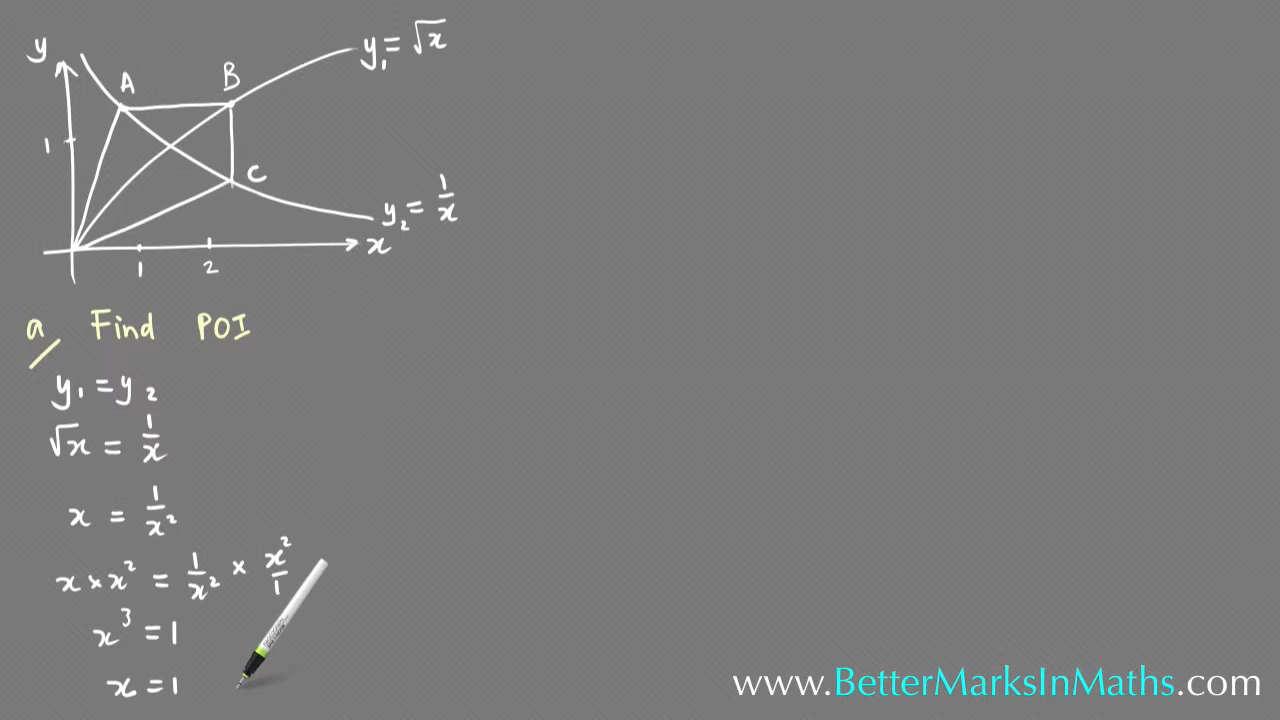 y
A
B
y₁ = √x
1
C
y₂ = 1/x
x
1 2
a/ Find POI
y₁ = y₂
√x = 1/x
x = 1/x²
x × x² = 1/x² × x²/1
x³ = 1
x = 1
www.BetterMarksInMaths.com